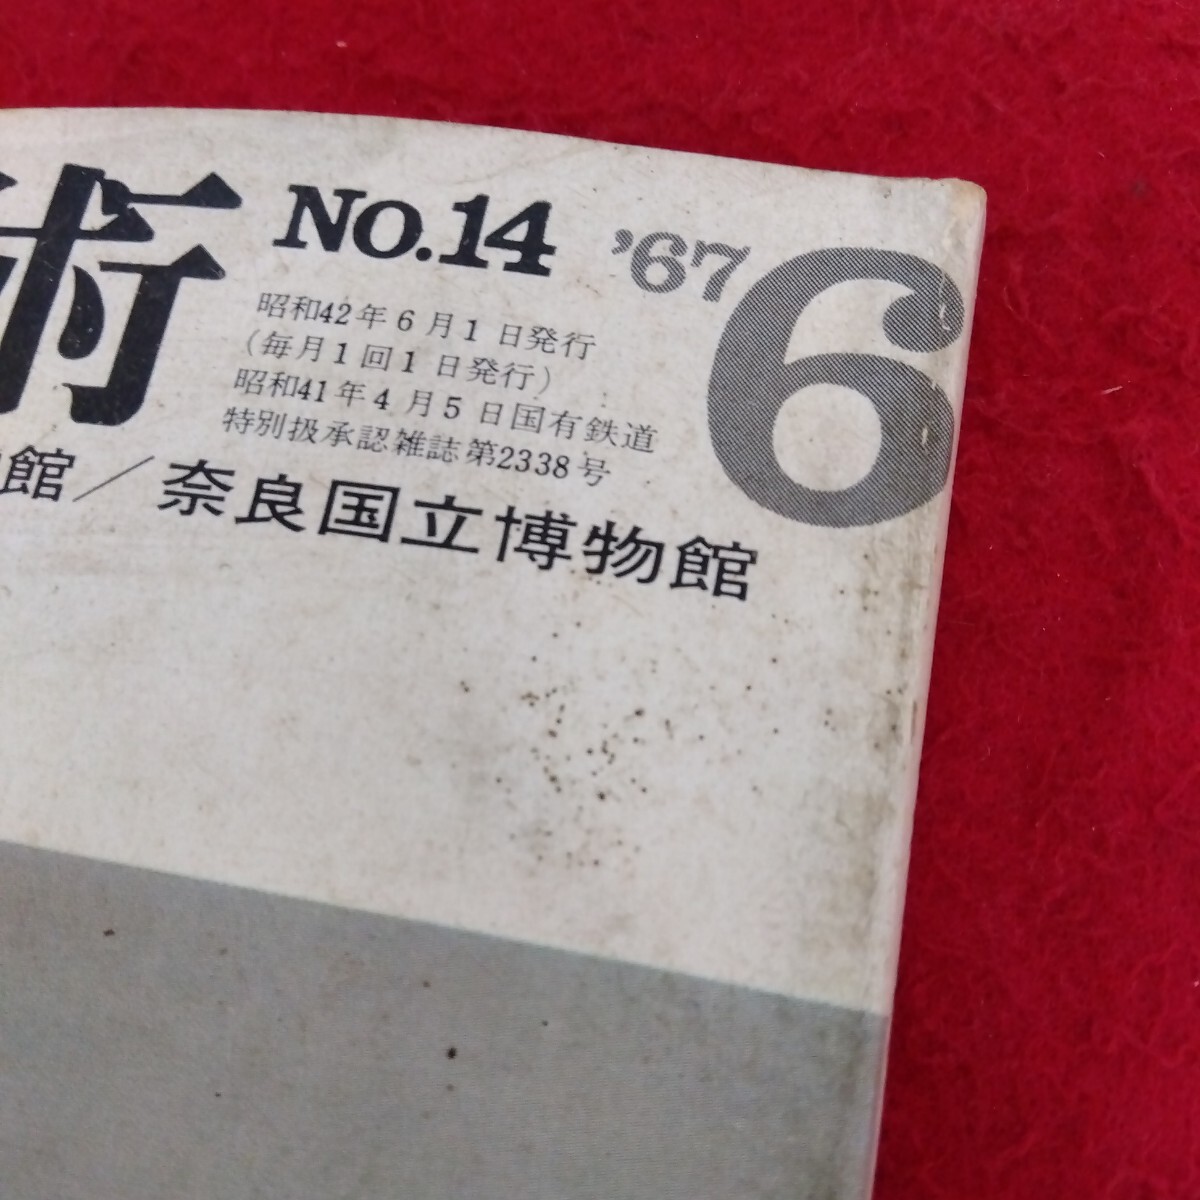 術 NO.14 '67 6
昭和42年6月1日発行
(毎月1回1日発行)
昭和41年4月5日国有鉄道
特別扱承認雑誌第2338号
館/奈良国立博物館